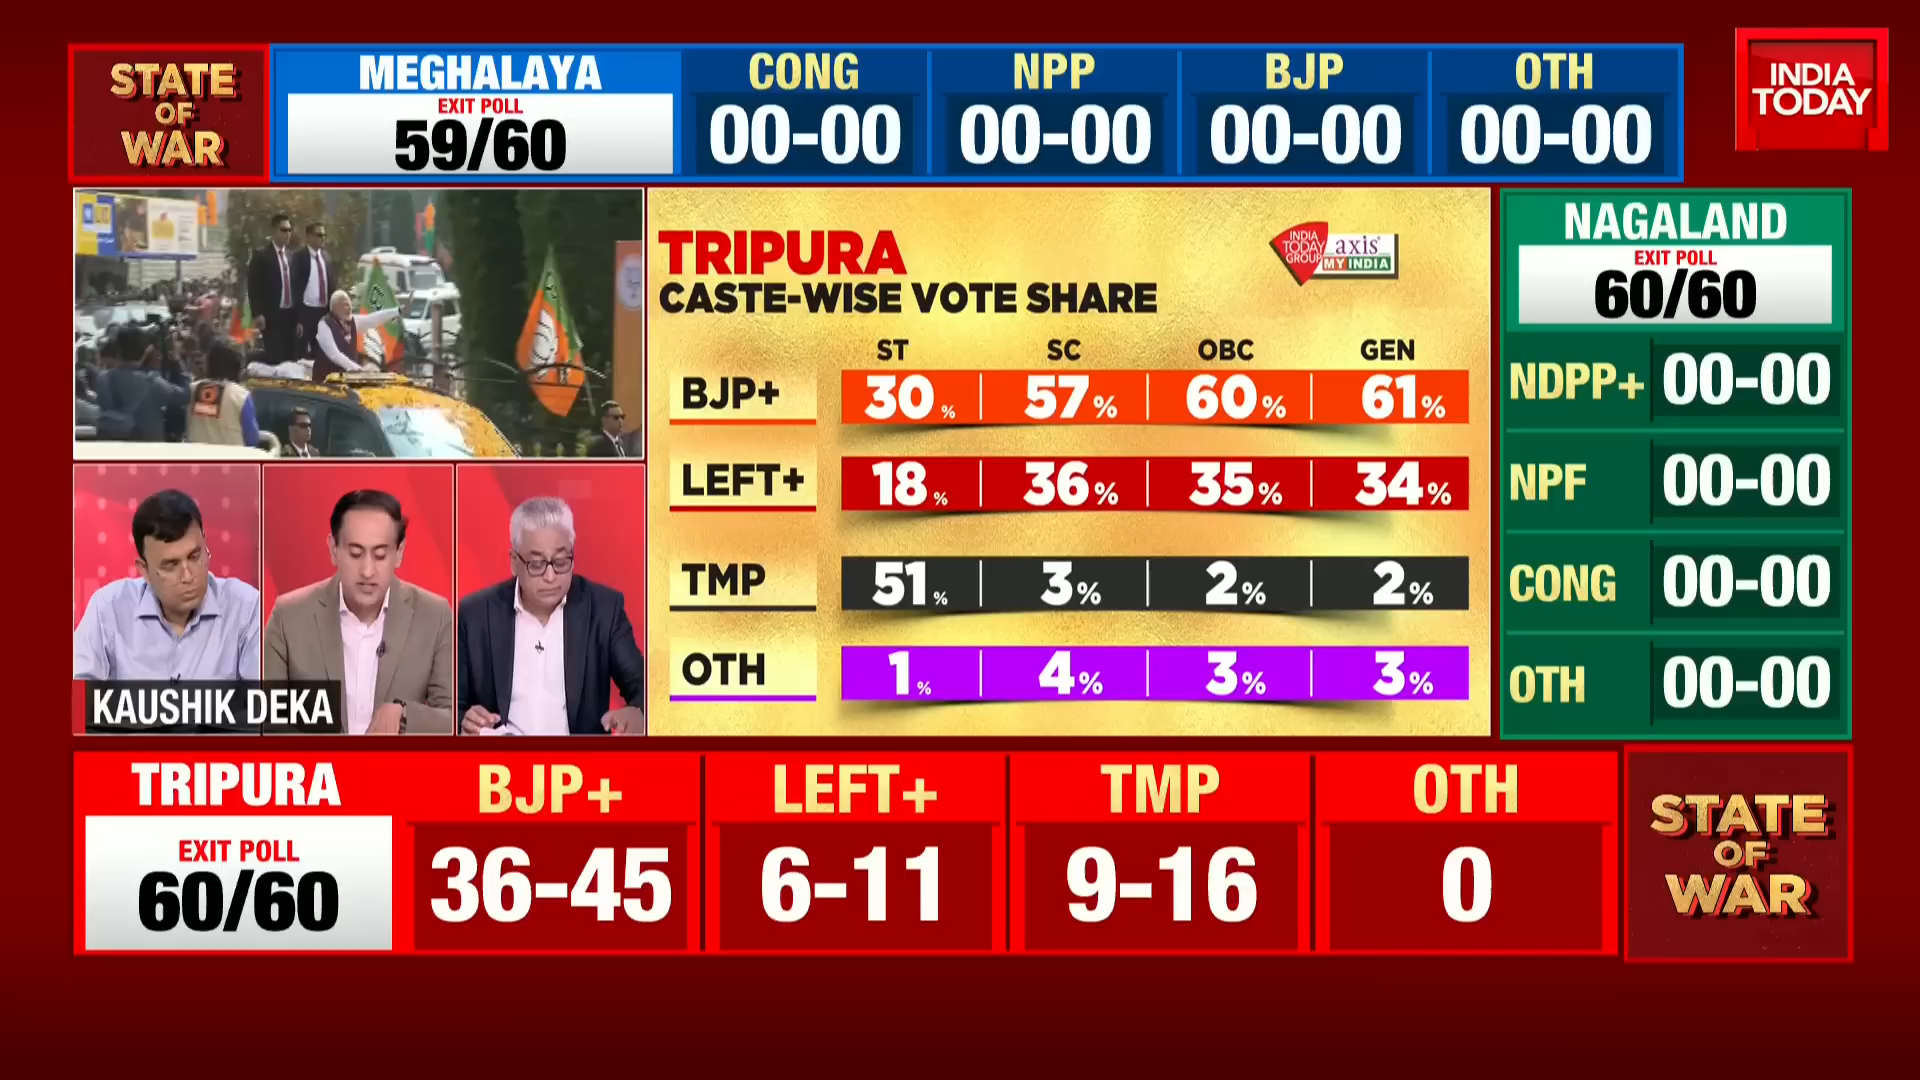 STATE
OF
WAR
MEGHALAYA
EXIT POLL
59/60
CONG
00-00
NPP
00-00
BJP
00-00
OTH
00-00
INDIA
TODAY
TRIPURA
CASTE-WISE VOTE SHARE
INDIA
TODAY
GROUP
axis
MY INDIA
ST SC OBC GEN
BJP+ 30% 57% 60% 61%
LEFT+ 18% 36% 35% 34%
TMP 51% 3% 2% 2%
OTH 1% 4% 3% 3%
KAUSHIK DEKA
NAGALAND
EXIT POLL
60/60
NDPP+ 00-00
NPF 00-00
CONG 00-00
OTH 00-00
TRIPURA
EXIT POLL
60/60
BJP+
36-45
LEFT+
6-11
TMP
9-16
OTH
0
STATE
OF
WAR